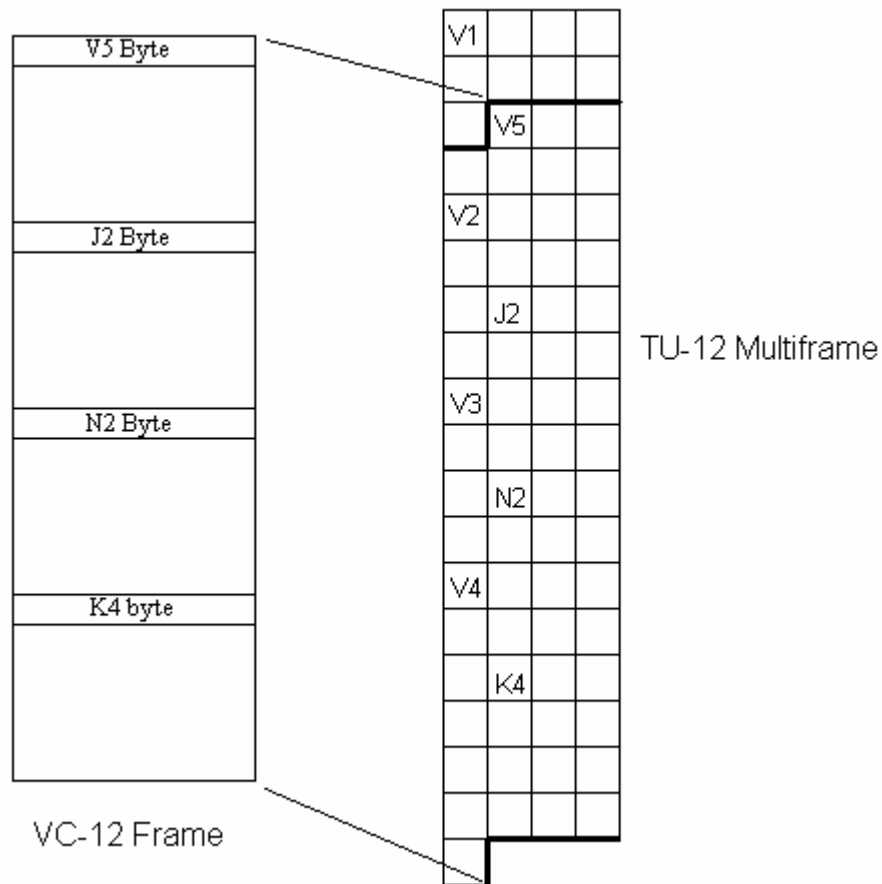 V5 Byte
J2 Byte
N2 Byte
K4 byte
VC-12 Frame
V1
V5
V2
J2
V3
N2
V4
K4
TU-12 Multiframe